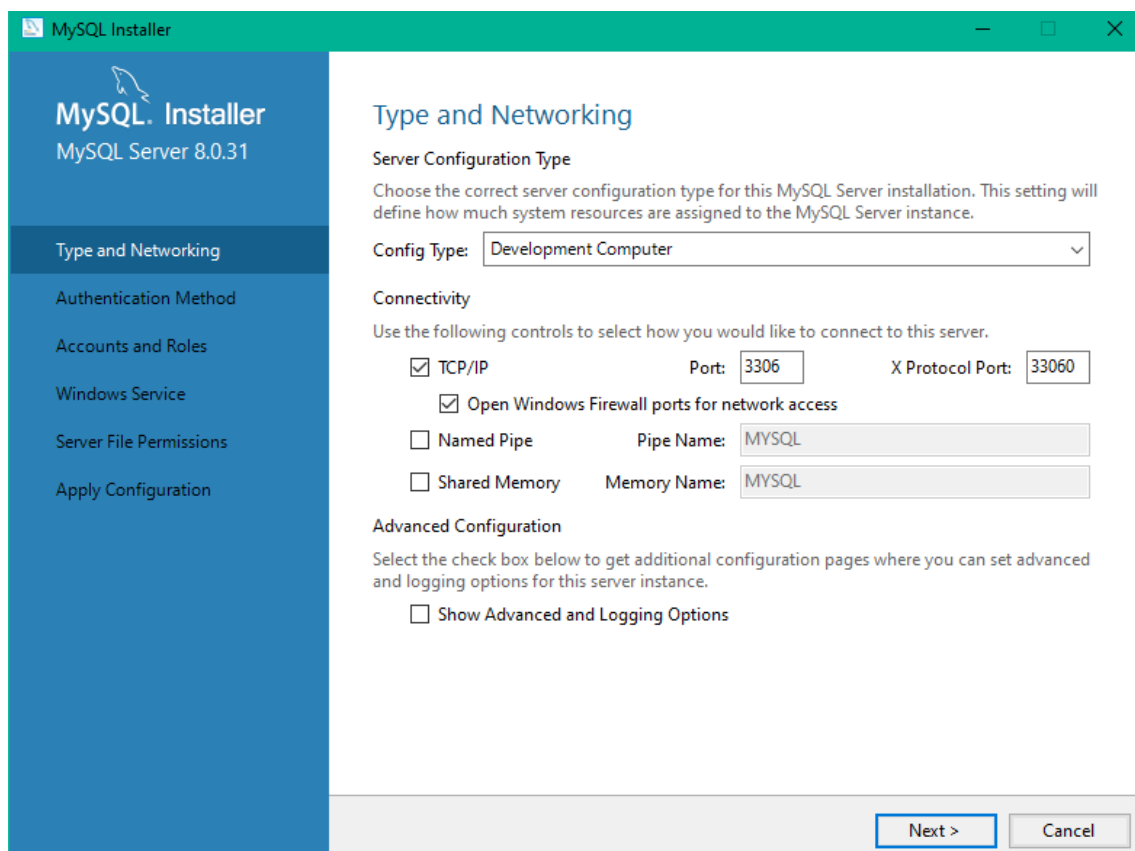 MySQL Installer
MySQL. Installer
MySQL Server 8.0.31
Type and Networking
Authentication Method
Accounts and Roles
Windows Service
Server File Permissions
Apply Configuration
Type and Networking
Server Configuration Type
Choose the correct server configuration type for this MySQL Server installation. This setting will
define how much system resources are assigned to the MySQL Server instance.
Config Type: Development Computer
Connectivity
Use the following controls to select how you would like to connect to this server.
TCP/IP Port: 3306 X Protocol Port: 33060
Open Windows Firewall ports for network access
Named Pipe Pipe Name: MYSQL
Shared Memory Memory Name: MYSQL
Advanced Configuration
Select the check box below to get additional configuration pages where you can set advanced
and logging options for this server instance.
Show Advanced and Logging Options
Next > Cancel